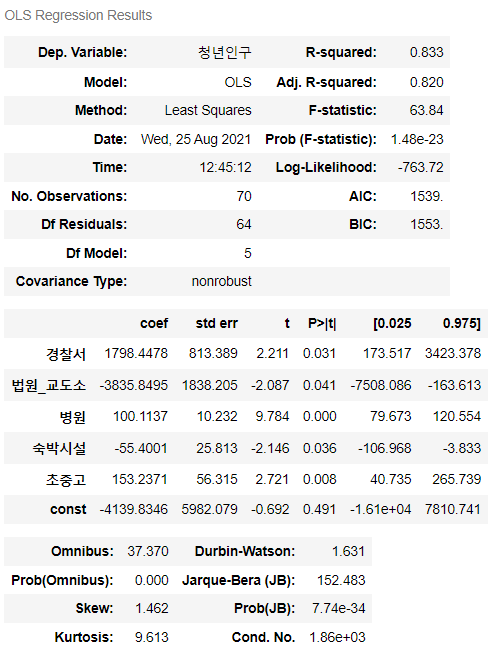 OLS Regression Results
Dep. Variable: 청년인구 R-squared: 0.833
Model: OLS Adj. R-squared: 0.820
Method: Least Squares F-statistic: 63.84
Date: Wed, 25 Aug 2021 Prob (F-statistic): 1.48e-23
Time: 12:45:12 Log-Likelihood: -763.72
No. Observations: 70 AIC: 1539.
Df Residuals: 64 BIC: 1553.
Df Model: 5
Covariance Type: nonrobust
coef std err t P>|t| [0.025 0.975]
경찰서 1798.4478 813.389 2.211 0.031 173.517 3423.378
법원_교도소 -3835.8495 1838.205 -2.087 0.041 -7508.086 -163.613
병원 100.1137 10.232 9.784 0.000 79.673 120.554
숙박시설 -55.4001 25.813 -2.146 0.036 -106.968 -3.833
초중고 153.2371 56.315 2.721 0.008 40.735 265.739
const -4139.8346 5982.079 -0.692 0.491 -1.61e+04 7810.741
Omnibus: 37.370 Durbin-Watson: 1.631
Prob(Omnibus): 0.000 Jarque-Bera (JB): 152.483
Skew: 1.462 Prob(JB): 7.74e-34
Kurtosis: 9.613 Cond. No. 1.86e+03